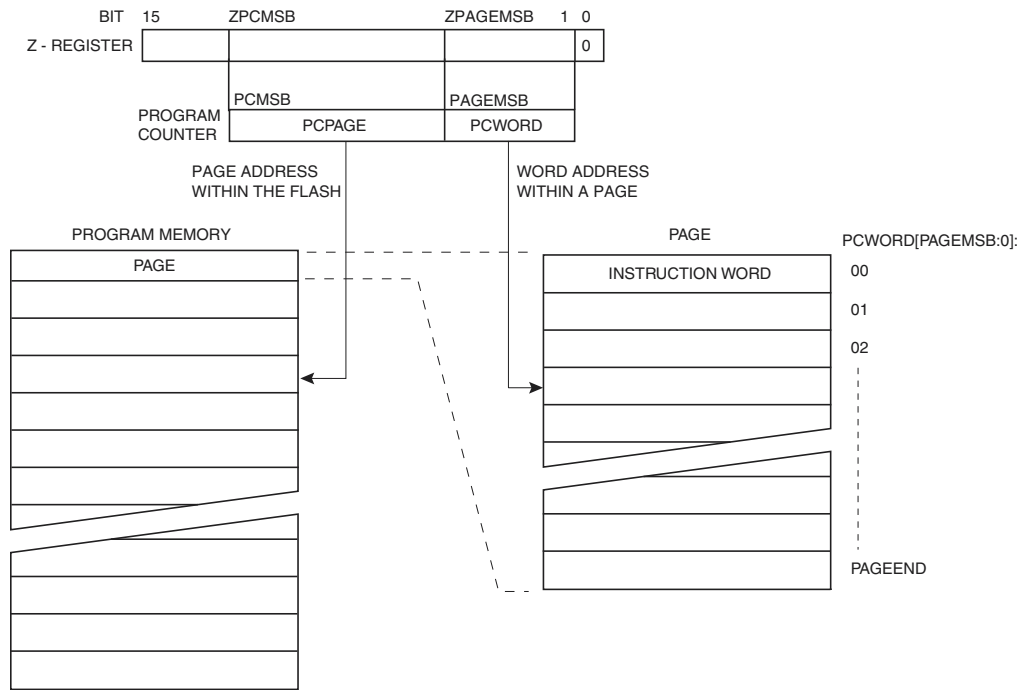 BIT 15 ZPCMSB ZPAGEMSB 1 0
Z - REGISTER 0
PCMSB PAGEMSB
PROGRAM
COUNTER
PCPAGE PCWORD
PAGE ADDRESS
WITHIN THE FLASH
WORD ADDRESS
WITHIN A PAGE
PROGRAM MEMORY
PAGE
PAGE
INSTRUCTION WORD
PCWORD[PAGEMSB:0]:
00
01
02
PAGEEND